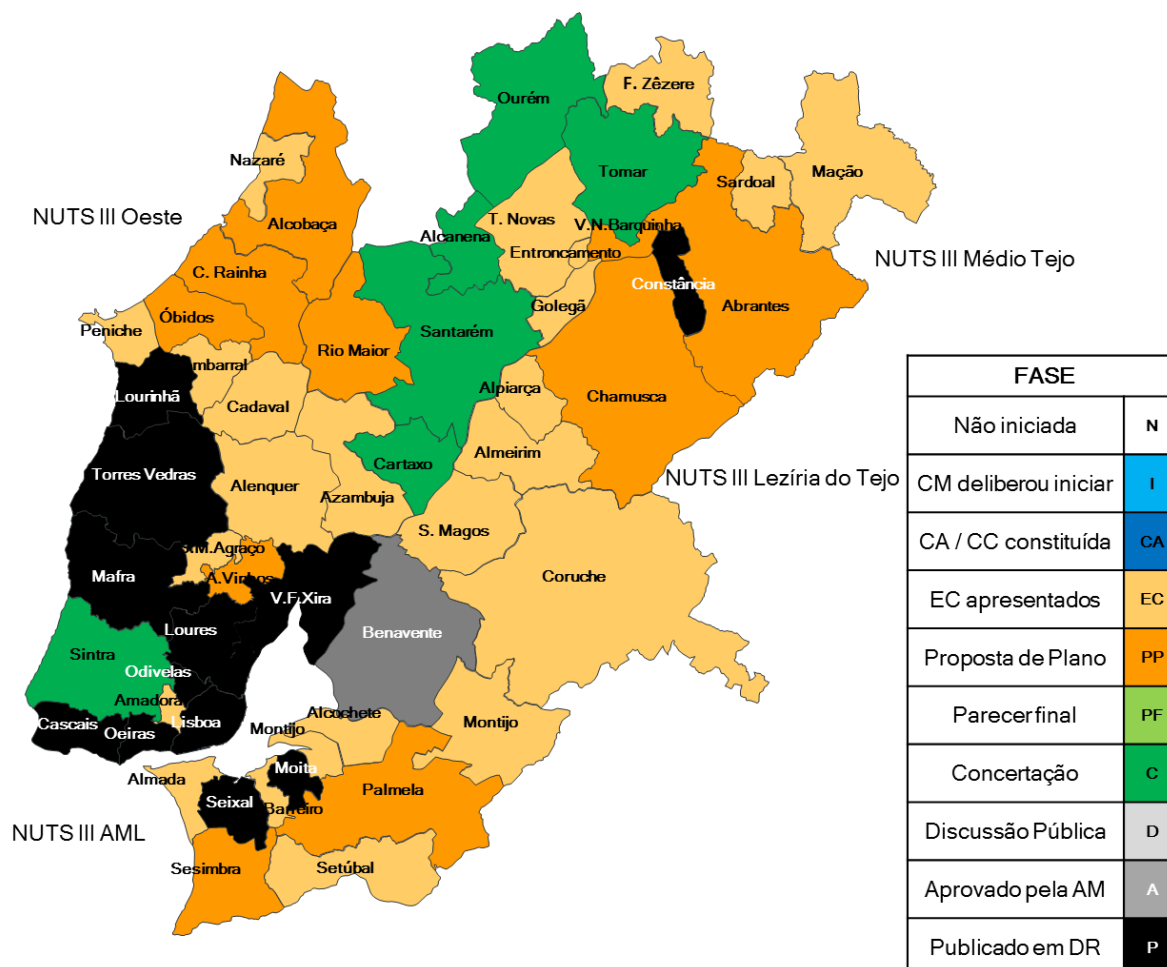 F. Zêzere
Ourém
Nazaré
Tomar
Sardoal
Mação
NUTS III Oeste
Alcobaça
T. Novas
V.N.Barquinha
Alcanena
Entroncamento
NUTS III Médio Tejo
C. Rainha
Constância
Golegã
Abrantes
Óbidos
Peniche
Santarém
Rio Maior
mbarral
Lourinhã
Alpiarça
Chamusca
Cadaval
Almeirim
Cartaxo
Torres Vedras
NUTS III Lezíria do Tejo
Alenquer
Azambuja
S. Magos
.M.Agraço
Mafra
A.Vinhos
Coruche
V.F.Xira
Loures
Benavente
Sintra
Odivelas
Amadora
Cascais
Lisboa
Oeiras
Alcochete
Montijo
Montijo
Moita
Almada
Seixal
Barreiro
Palmela
NUTS III AML
Sesimbra
Setúbal
FASE
Não iniciada N
CM deliberou iniciar I
CA / CC constituída CA
EC apresentados EC
Proposta de Plano PP
Parecer final PF
Concertação C
Discussão Pública D
Aprovado pela AM A
Publicado em DR P